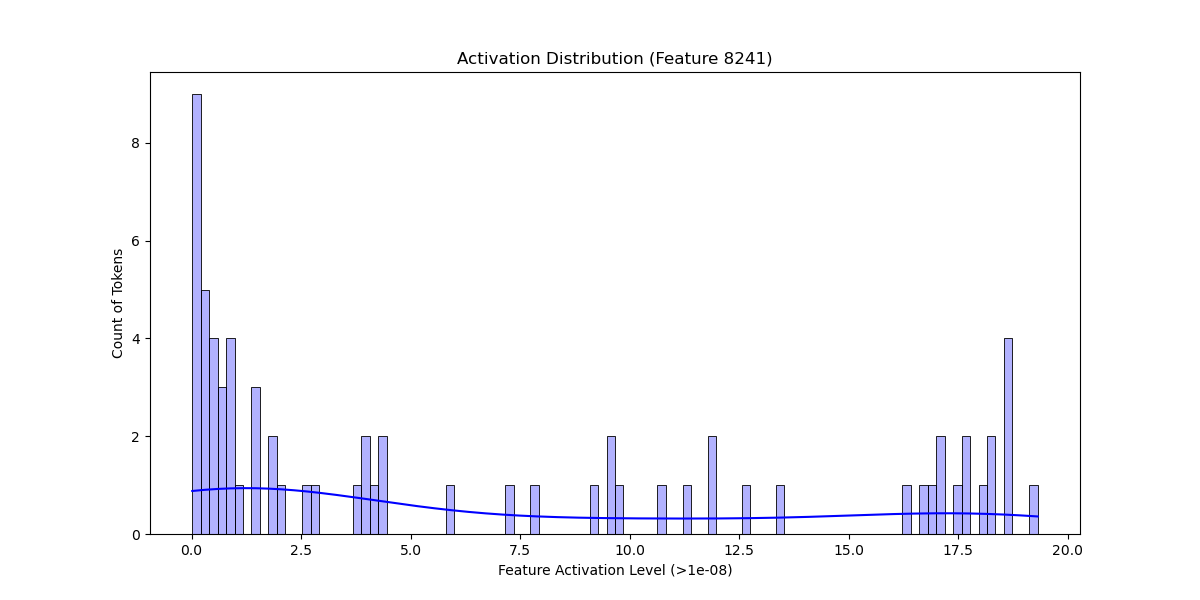 Activation Distribution (Feature 8241)
Count of Tokens
8
6
4
2
0
0.0 2.5 5.0 7.5 10.0 12.5 15.0 17.5 20.0
Feature Activation Level (>1e-08)